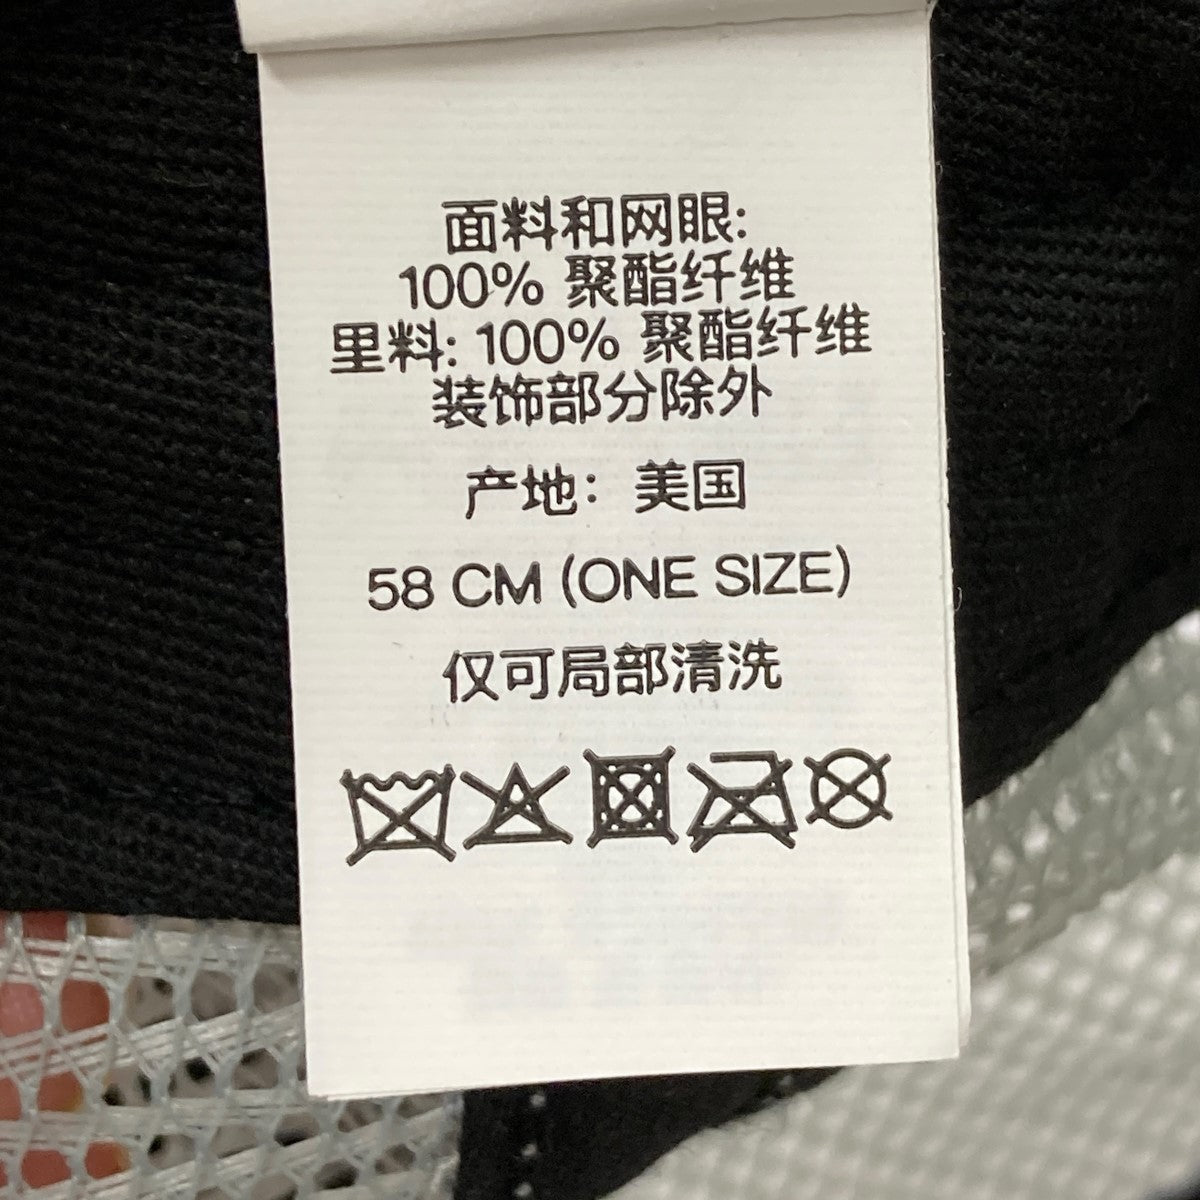 面料和网眼:
100% 聚酯纤维
里料: 100% 聚酯纤维
装饰部分除外
产地: 美国
58 CM (ONE SIZE)
仅可局部清洗